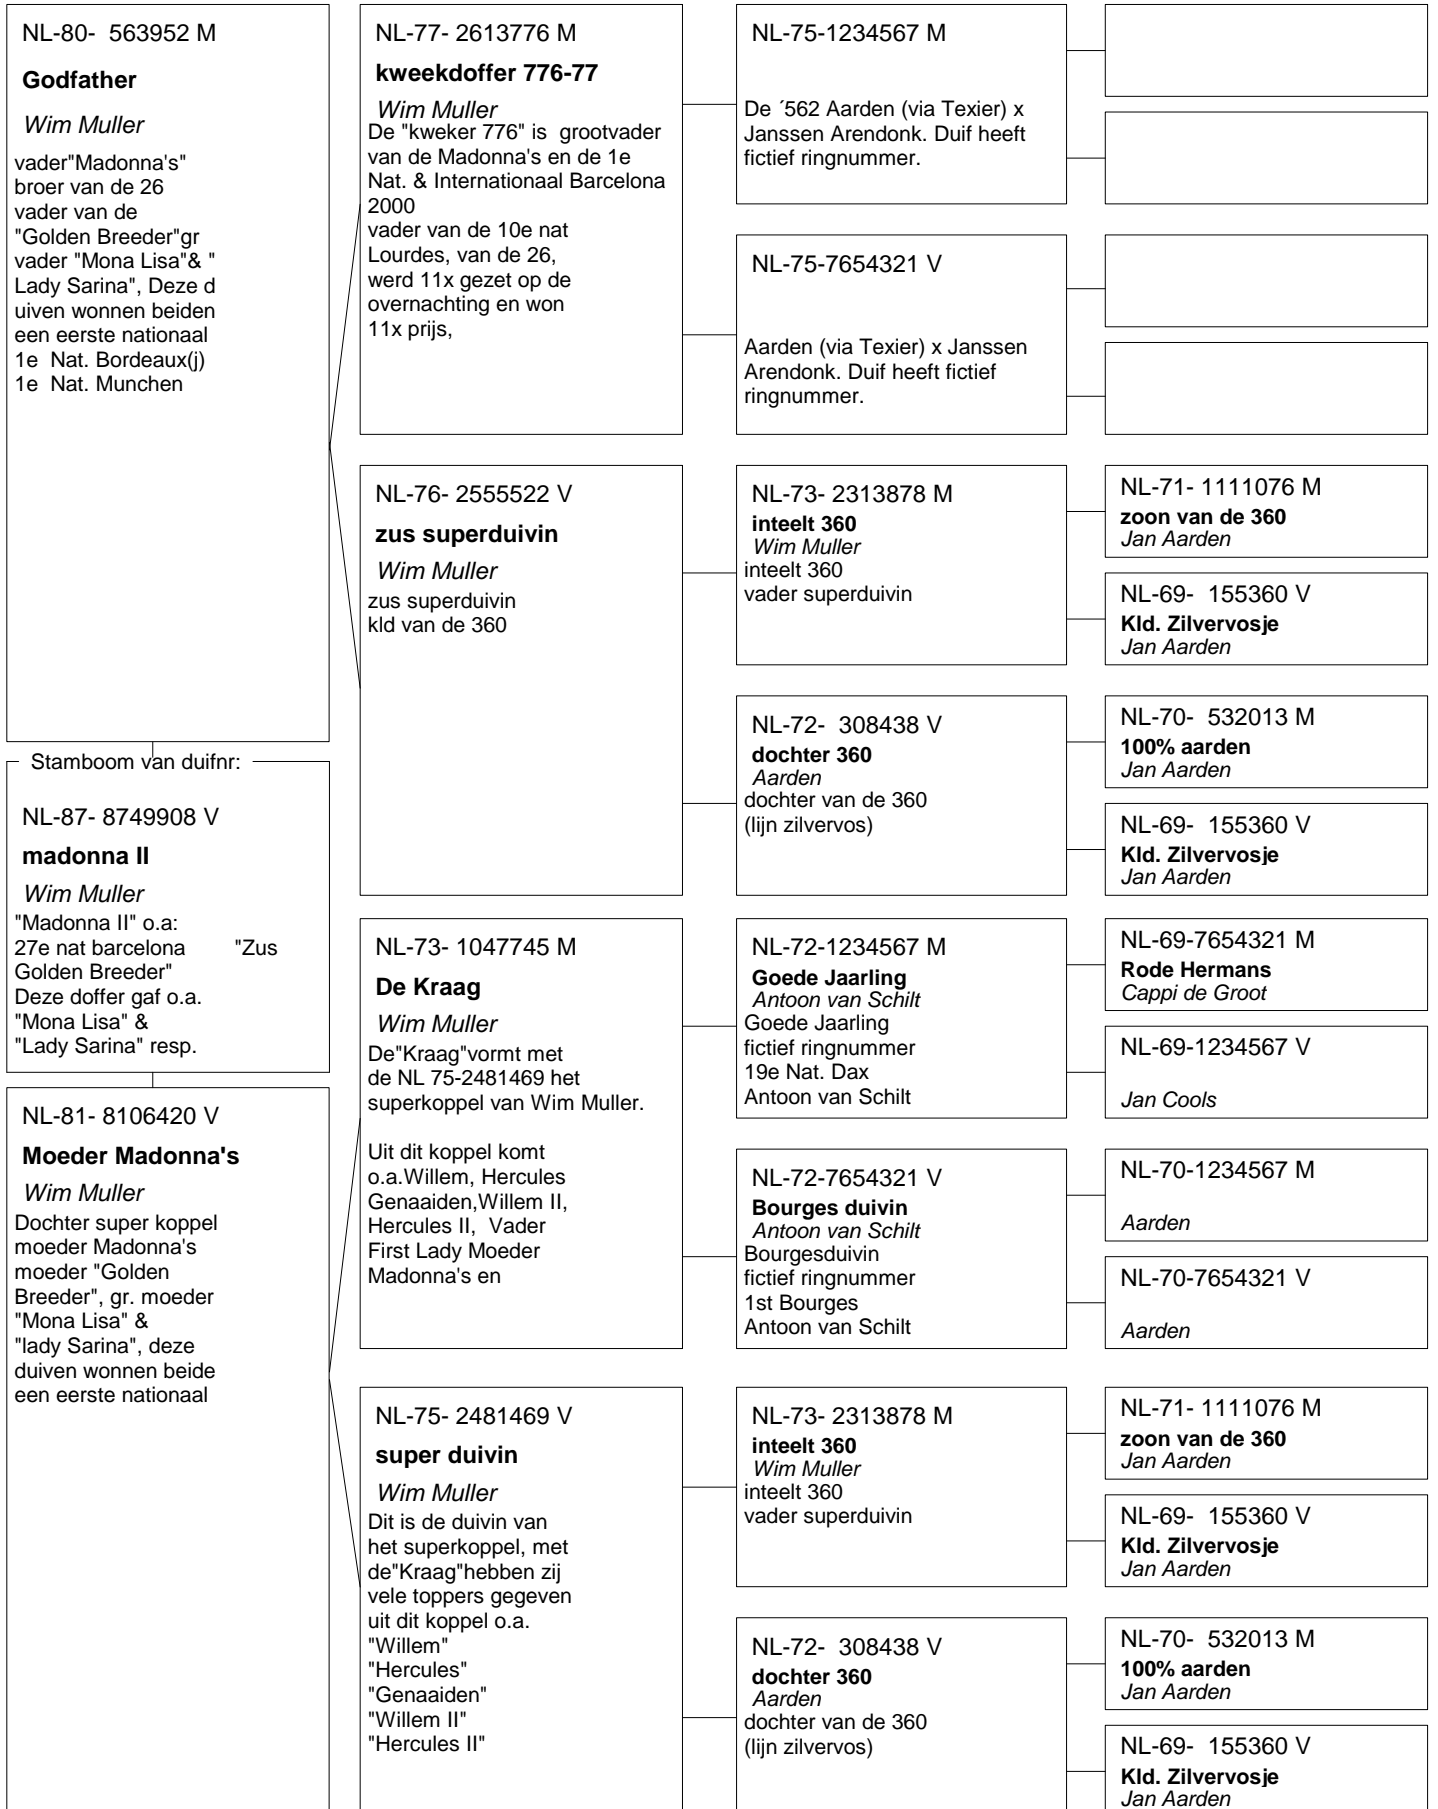 NL-80-  563952 M
Godfather
Wim Muller
vader"Madonna's"
broer van de 26
vader van de
"Golden Breeder"gr
vader "Mona Lisa"& "
Lady Sarina", Deze d
uiven wonnen beiden
een eerste nationaal
1e  Nat. Bordeaux(j)
1e  Nat. Munchen
Stamboom van duifnr:
NL-87- 8749908 V
madonna II
Wim Muller
"Madonna II" o.a:
27e nat barcelona        "Zus
Golden Breeder"
Deze doffer gaf o.a.
"Mona Lisa" &
"Lady Sarina" resp.
NL-81- 8106420 V
Moeder Madonna's
Wim Muller
Dochter super koppel
moeder Madonna's
moeder "Golden
Breeder", gr. moeder
"Mona Lisa" &
"lady Sarina", deze
duiven wonnen beide
een eerste nationaal
NL-77- 2613776 M
kweekdoffer 776-77
Wim Muller
De "kweker 776" is  grootvader
van de Madonna's en de 1e
Nat. & Internationaal Barcelona
2000
vader van de 10e nat
Lourdes, van de 26,
werd 11x gezet op de
overnachting en won
11x prijs,
NL-76- 2555522 V
zus superduivin
Wim Muller
zus superduivin
kld van de 360
NL-73- 1047745 M
De Kraag
Wim Muller
De"Kraag"vormt met
de NL 75-2481469 het
superkoppel van Wim Muller.
Uit dit koppel komt
o.a.Willem, Hercules
Genaaiden,Willem II,
Hercules II,  Vader
First Lady Moeder
Madonna's en
NL-75- 2481469 V
super duivin
Wim Muller
Dit is de duivin van
het superkoppel, met
de"Kraag"hebben zij
vele toppers gegeven
uit dit koppel o.a.
"Willem"
"Hercules"
"Genaaiden"
"Willem II"
"Hercules II"
NL-75-1234567 M
De ´562 Aarden (via Texier) x
Janssen Arendonk. Duif heeft
fictief ringnummer.
NL-75-7654321 V
Aarden (via Texier) x Janssen
Arendonk. Duif heeft fictief
ringnummer.
NL-73- 2313878 M
inteelt 360
Wim Muller
inteelt 360
vader superduivin
NL-72-  308438 V
dochter 360
Aarden
dochter van de 360
(lijn zilvervos)
NL-72-1234567 M
Goede Jaarling
Antoon van Schilt
Goede Jaarling
fictief ringnummer
19e Nat. Dax
Antoon van Schilt
NL-72-7654321 V
Bourges duivin
Antoon van Schilt
Bourgesduivin
fictief ringnummer
1st Bourges
Antoon van Schilt
NL-73- 2313878 M
inteelt 360
Wim Muller
inteelt 360
vader superduivin
NL-72-  308438 V
dochter 360
Aarden
dochter van de 360
(lijn zilvervos)
NL-71- 1111076 M
zoon van de 360
Jan Aarden
NL-69-  155360 V
Kld. Zilvervosje
Jan Aarden
NL-70-  532013 M
100% aarden
Jan Aarden
NL-69-  155360 V
Kld. Zilvervosje
Jan Aarden
NL-69-7654321 M
Rode Hermans
Cappi de Groot
NL-69-1234567 V
Jan Cools
NL-70-1234567 M
Aarden
NL-70-7654321 V
Aarden
NL-71- 1111076 M
zoon van de 360
Jan Aarden
NL-69-  155360 V
Kld. Zilvervosje
Jan Aarden
NL-70-  532013 M
100% aarden
Jan Aarden
NL-69-  155360 V
Kld. Zilvervosje
Jan Aarden